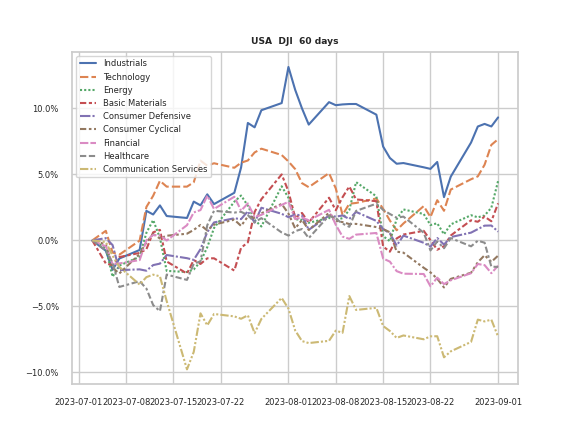 USA  DJI  60 days
Industrials
Technology
Energy
Basic Materials
Consumer Defensive
Consumer Cyclical
Financial
Healthcare
Communication Services
10.0%
5.0%
0.0%
−5.0%
−10.0%
2023-07-01 2023-07-08 2023-07-15 2023-07-22 2023-08-01 2023-08-08 2023-08-15 2023-08-22 2023-09-01